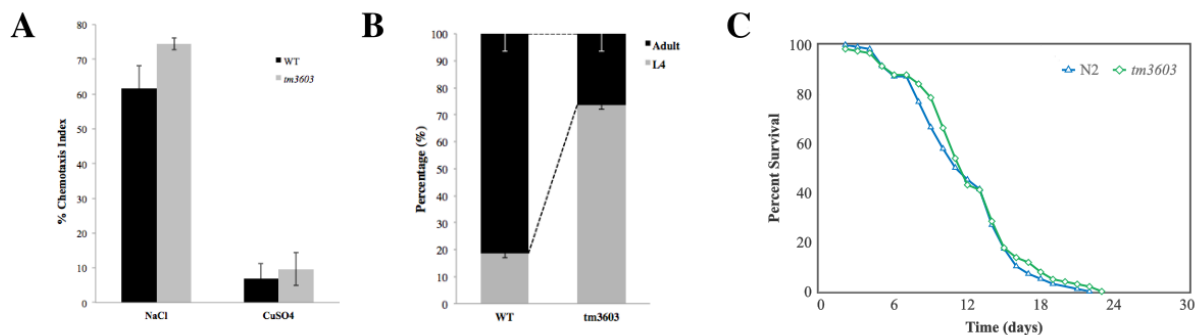 A
% Chemotaxis Index
80
70
60
50
40
30
20
10
0
WT
tm3603
NaCl
CuSO4
B
Percentage (%)
100
90
80
70
60
50
40
30
20
10
0
Adult
L4
WT
tm3603
C
Percent Survival
100
80
60
40
20
0
N2
tm3603
0
6
12
18
24
30
Time (days)